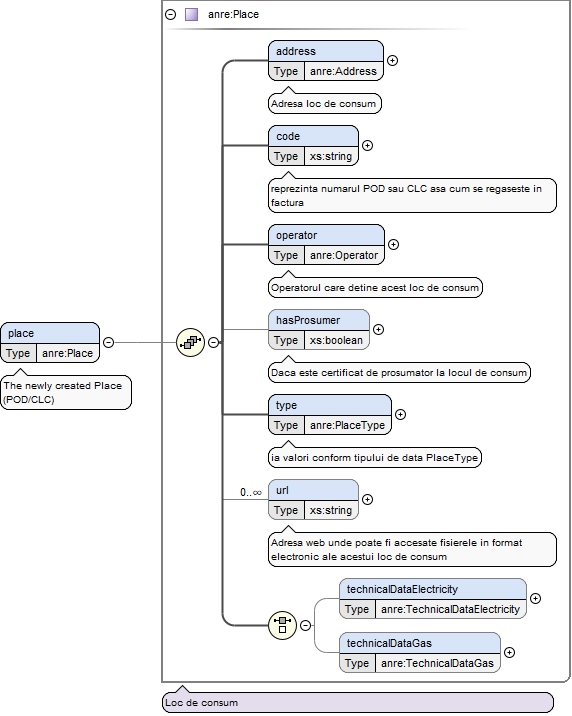 anre:Place
address
Type anre:Address
Adresa loc de consum
code
Type xs:string
reprezinta numarul POD sau CLC asa cum se regaseste in
factura
operator
Type anre:Operator
Operatorul care detine acest loc de consum
place
Type anre:Place
The newly created Place
(POD/CLC)
hasProsumer
Type xs:boolean
Daca este certificat de prosumator la locul de consum
type
Type anre:PlaceType
ia valori conform tipului de data PlaceType
0..∞
url
Type xs:string
Adresa web unde poate fi accesate fisierele in format
electronic ale acestui loc de consum
technicalDataElectricity
Type anre:TechnicalDataElectricity
technicalDataGas
Type anre:TechnicalDataGas
Loc de consum